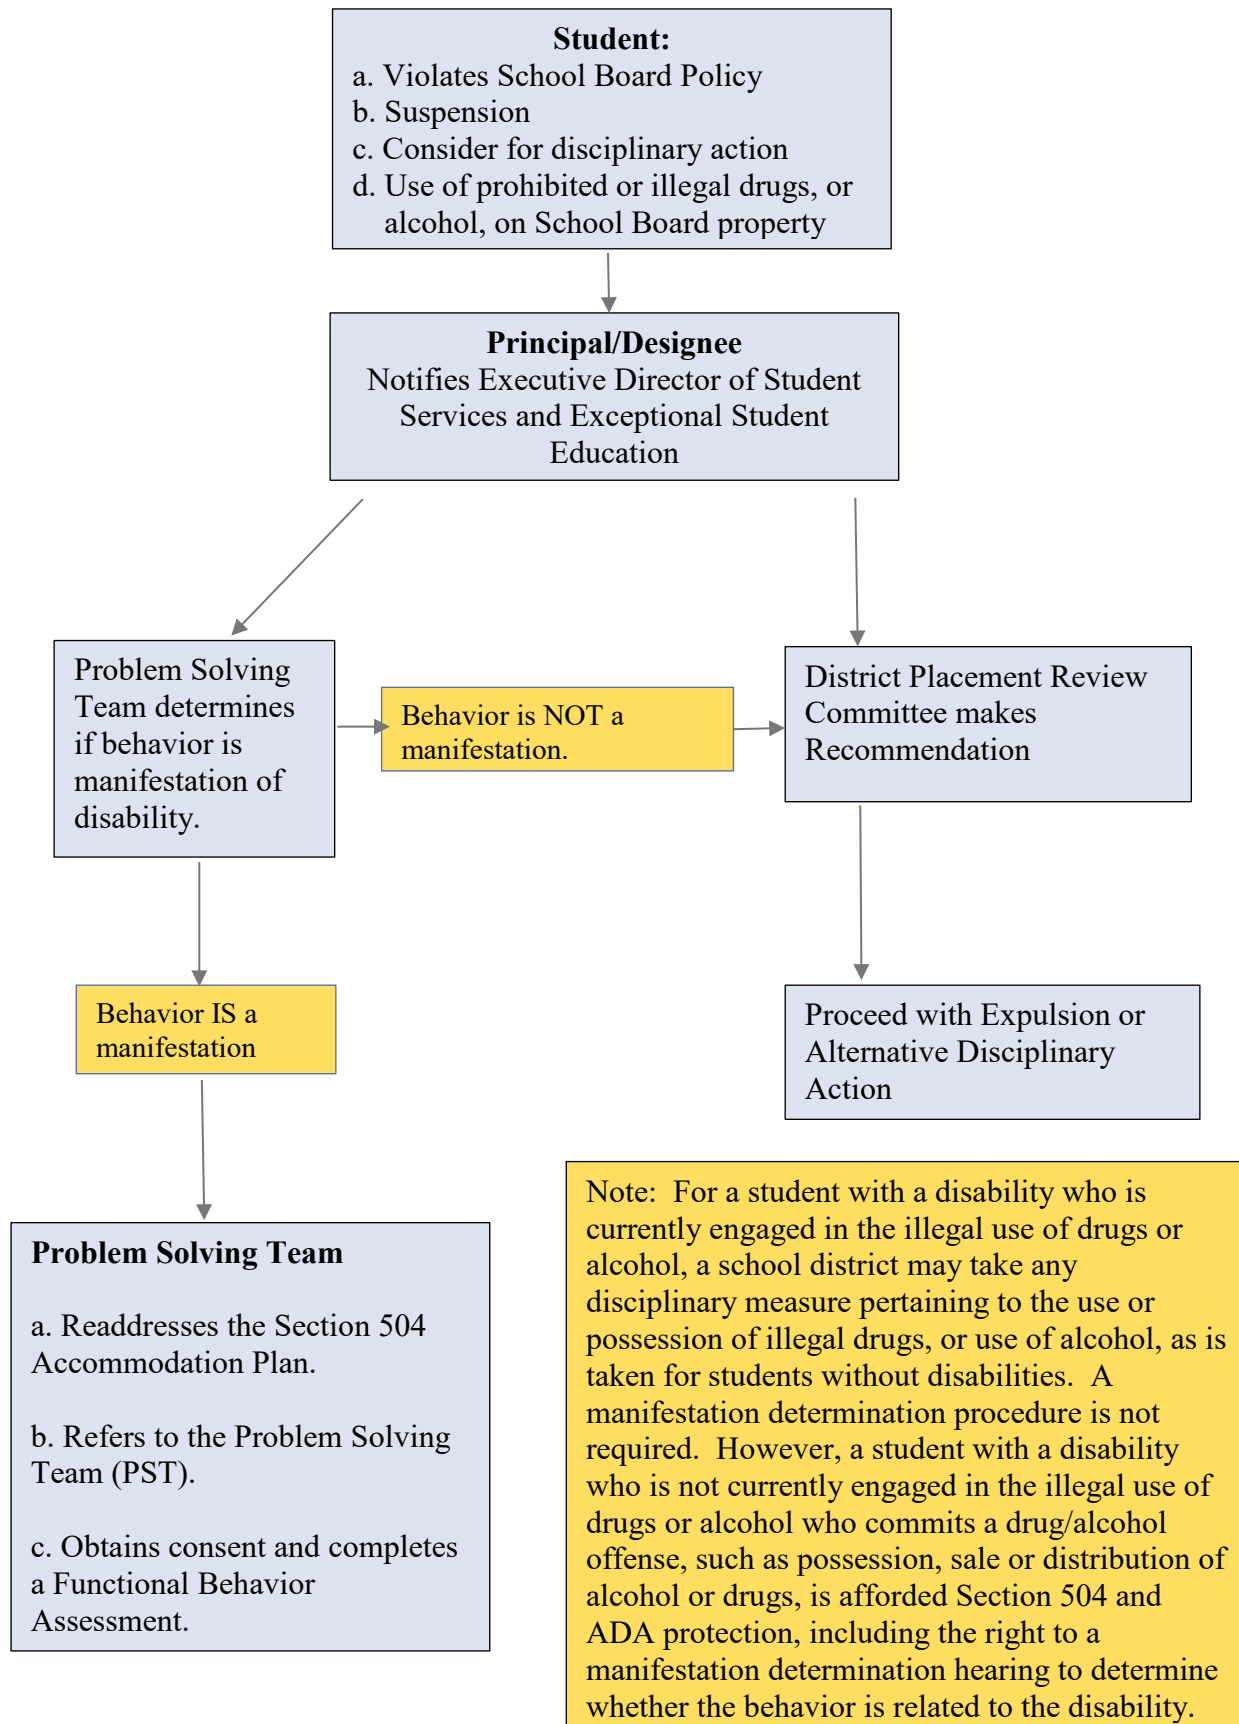 Student:
a. Violates School Board Policy
b. Suspension
c. Consider for disciplinary action
d. Use of prohibited or illegal drugs, or
alcohol, on School Board property
Principal/Designee
Notifies Executive Director of Student
Services and Exceptional Student
Education
Problem Solving
Team determines
if behavior is
manifestation of
disability.
Behavior is NOT a
manifestation.
District Placement Review
Committee makes
Recommendation
Behavior IS a
manifestation
Proceed with Expulsion or
Alternative Disciplinary
Action
Problem Solving Team
a. Readdresses the Section 504
Accommodation Plan.
b. Refers to the Problem Solving
Team (PST).
c. Obtains consent and completes
a Functional Behavior
Assessment.
Note:  For a student with a disability who is
currently engaged in the illegal use of drugs or
alcohol, a school district may take any
disciplinary measure pertaining to the use or
possession of illegal drugs, or use of alcohol, as is
taken for students without disabilities.  A
manifestation determination procedure is not
required.  However, a student with a disability
who is not currently engaged in the illegal use of
drugs or alcohol who commits a drug/alcohol
offense, such as possession, sale or distribution of
alcohol or drugs, is afforded Section 504 and
ADA protection, including the right to a
manifestation determination hearing to determine
whether the behavior is related to the disability.